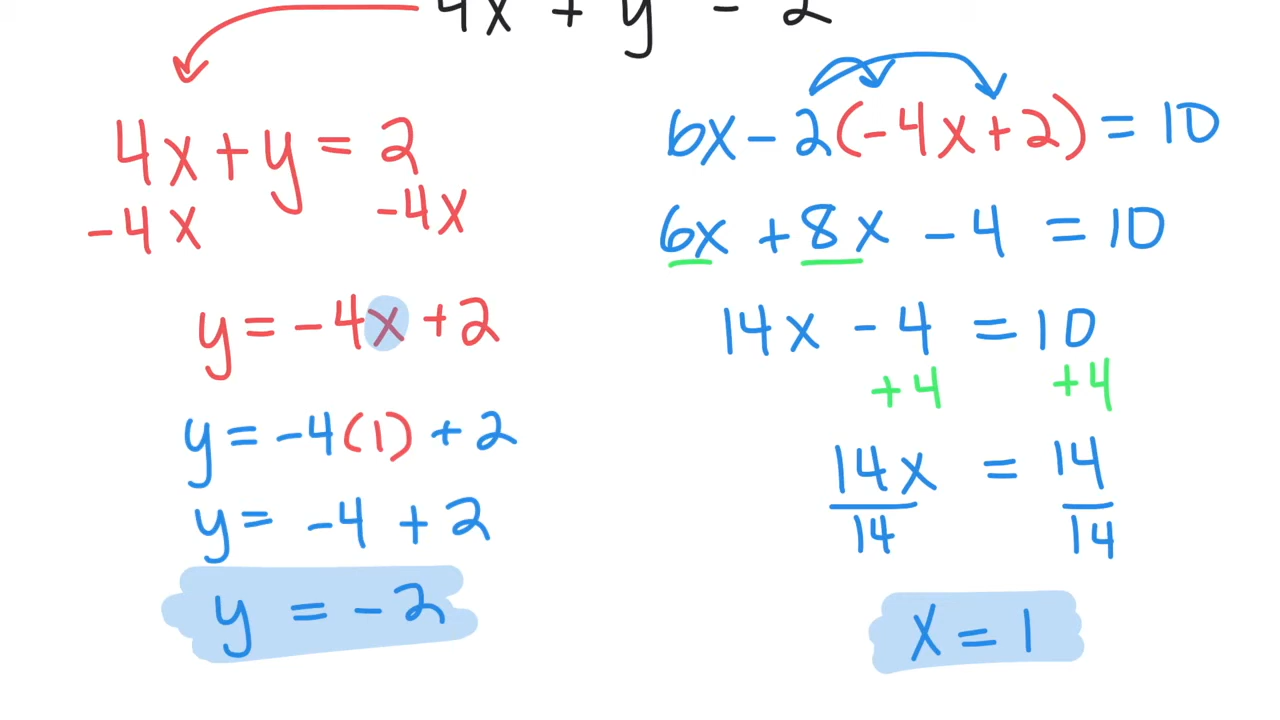 4x + y = 2
4x + y = 2
-4x -4x
y = -4x + 2
y = -4(1) + 2
y = -4 + 2
y = -2
6x - 2(-4x + 2) = 10
6x + 8x - 4 = 10
14x - 4 = 10
+4 +4
14x = 14
14 14
x = 1